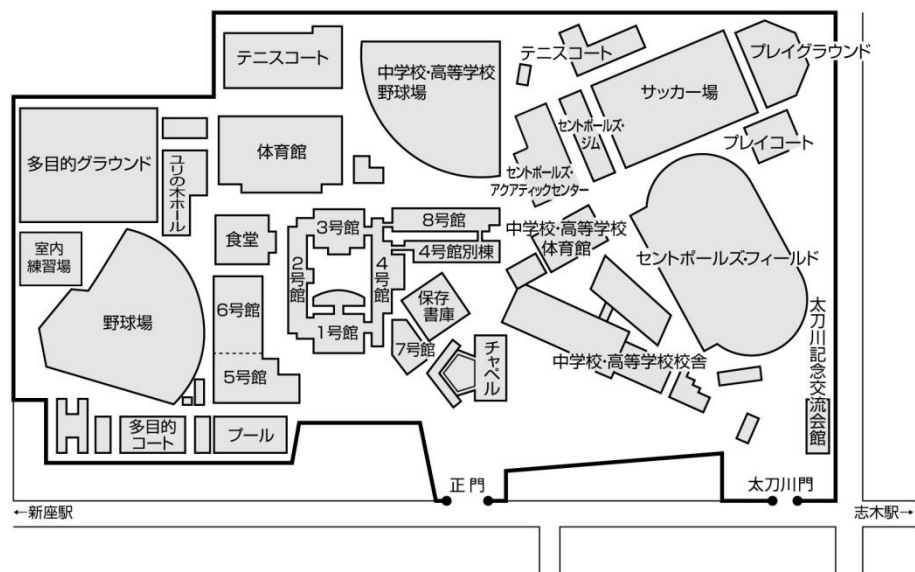 テニスコート
中学校・高等学校
野球場
テニスコート
プレイグラウンド
サッカー場
セントポールズ・
ジム
プレイコート
多目的グラウンド
ユリの木ホール
体育館
セントポールズ・
アクアティックセンター
3号館
8号館
中学校・高等学校
体育館
室内
練習場
食堂
2号館
4号館
4号館別棟
セントポールズ・フィールド
野球場
6号館
保存
書庫
1号館
7号館
チャペル
太刀川記念交流会館
中学校・高等学校校舎
5号館
多目的
コート
プール
正門
太刀川門
←新座駅
志木駅→